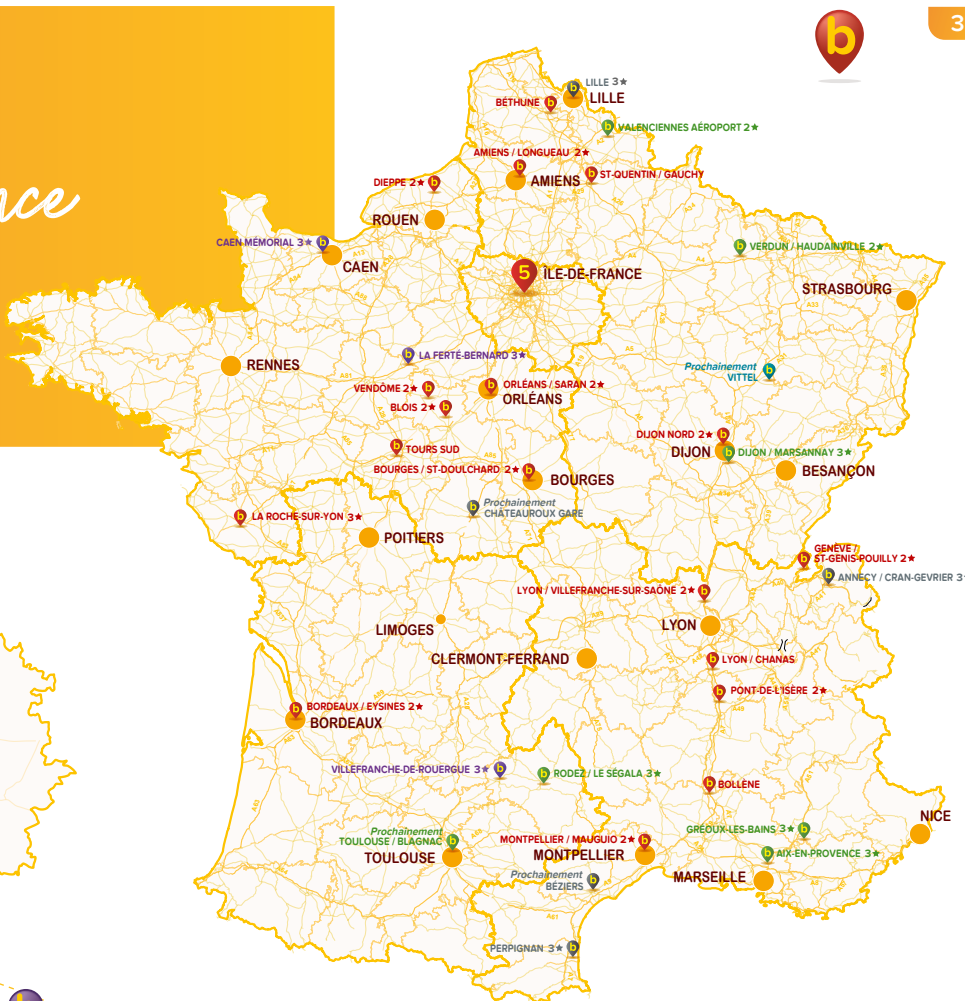 b
3
nce
b LILLE 3★
LILLE
BÉTHUNE b
b VALENCIENNES AÉROPORT 2★
AMIENS / LONGUEAU 2★
b
AMIENS
b ST-QUENTIN / GAUCHY
DIEPPE 2★ b
ROUEN
CAEN MÉMORIAL 3★ b
CAEN
b VERDUN / HAUDAINVILLE 2★
5 ÎLE-DE-FRANCE
STRASBOURG
RENNES
b LA FERTÉ-BERNARD 3★
Prochainement
VITTEL b
VENDÔME 2★ b
b ORLÉANS / SARAN 2★
ORLÉANS
BLOIS 2★ b
DIJON NORD 2★ b
b TOURS SUD
DIJON
b DIJON / MARSANNAY 3★
BOURGES / ST-DOULCHARD 2★ b
BOURGES
BESANÇON
b Prochainement
CHÂTEAUROUX GARE
b LA ROCHE-SUR-YON 3★
POITIERS
GENÈVE /
b ST-GENIS-POUILLY 2★
b ANNECY / CRAN-GEVRIER 3★
LYON / VILLEFRANCHE-SUR-SAÔNE 2★ b
LYON
LIMOGES
CLERMONT-FERRAND
b LYON / CHANAS
b PONT-DE-L'ISÈRE 2★
b BORDEAUX / EYSINES 2★
BORDEAUX
VILLEFRANCHE-DE-ROUERGUE 3★ b
b RODEZ / LE SÉGALA 3★
b BOLLÈNE
NICE
Prochainement
TOULOUSE / BLAGNAC b
TOULOUSE
MONTPELLIER / MAUGUIO 2★ b
MONTPELLIER
GRÉOUX-LES-BAINS 3★ b
b AIX-EN-PROVENCE 3★
MARSEILLE
Prochainement
BÉZIERS b
PERPIGNAN 3★ b